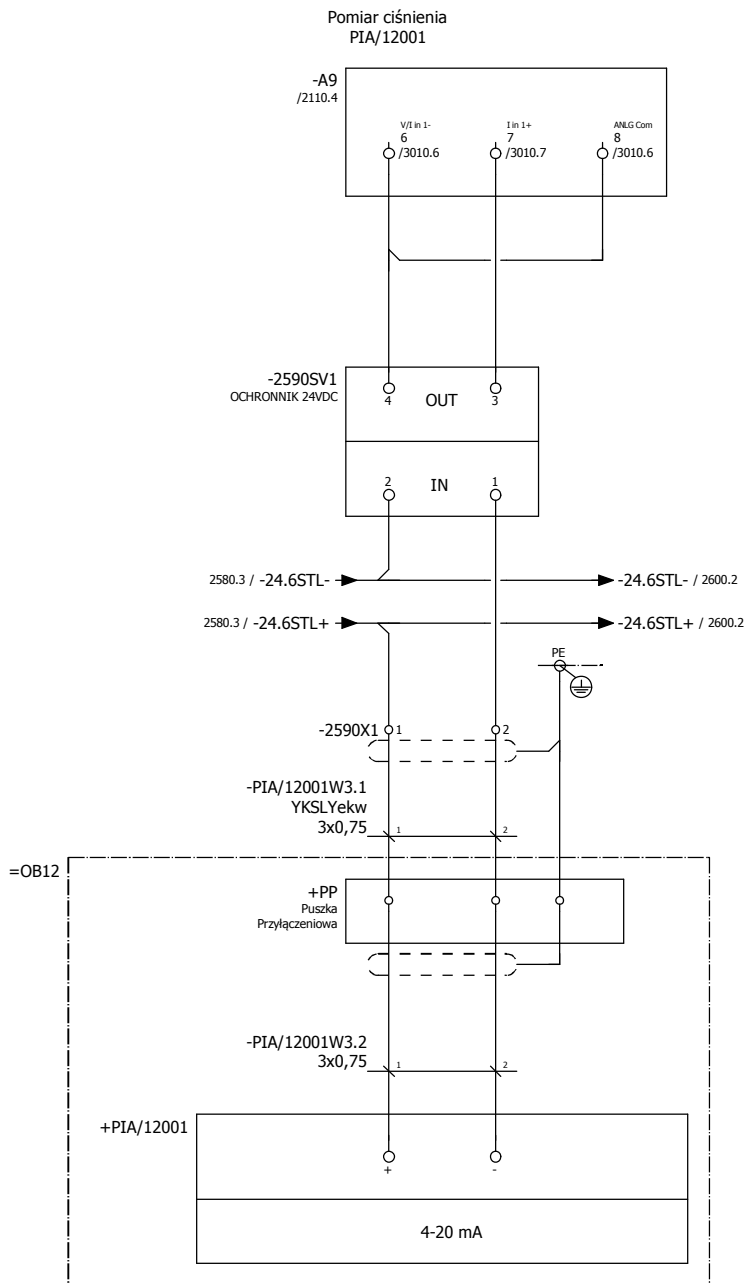 Pomiar ciśnienia
PIA/12001
-A9
/2110.4
V/I in 1-
6
/3010.6
I in 1+
7
/3010.7
ANLG Com
8
/3010.6
-2590SV1
OCHRONNIK 24VDC
4 OUT 3
2 IN 1
2580.3 / -24.6STL- -24.6STL- / 2600.2
2580.3 / -24.6STL+ -24.6STL+ / 2600.2
PE
-2590X1 1 2
-PIA/12001W3.1
YKSLYekw
3x0,75
1 2
=OB12
+PP
Puszka
Przyłączeniowa
-PIA/12001W3.2
3x0,75
1 2
+PIA/12001
+ -
4-20 mA